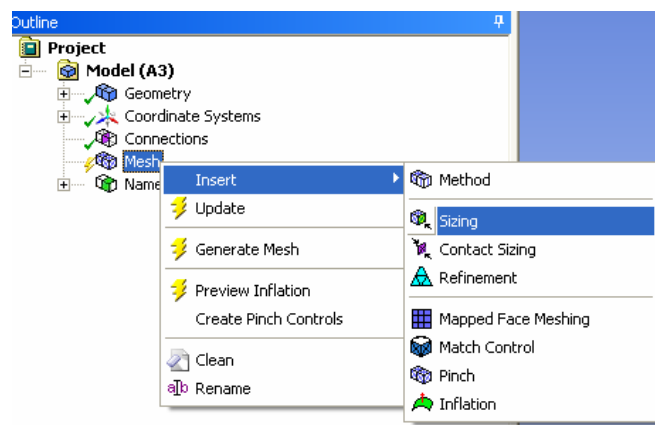 Outline
Project
Model (A3)
Geometry
Coordinate Systems
Connections
Mesh
Name
Insert
Update
Generate Mesh
Preview Inflation
Create Pinch Controls
Clean
Rename
Method
Sizing
Contact Sizing
Refinement
Mapped Face Meshing
Match Control
Pinch
Inflation